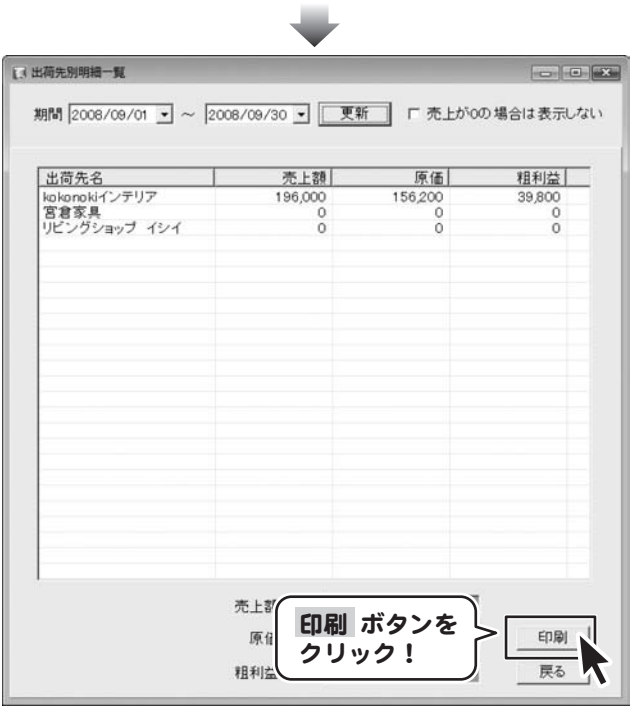 出荷先別明細一覧
期間 2008/09/01 ～ 2008/09/30 更新 売上が0の場合は表示しない
出荷先名 売上額 原価 粗利益
kokonokiインテリア 196,000 156,200 39,800
宮倉家具 0 0 0
リビングショップ イシイ 0 0 0
売上額
原価
粗利益
印刷 ボタンを
クリック！
印刷
戻る